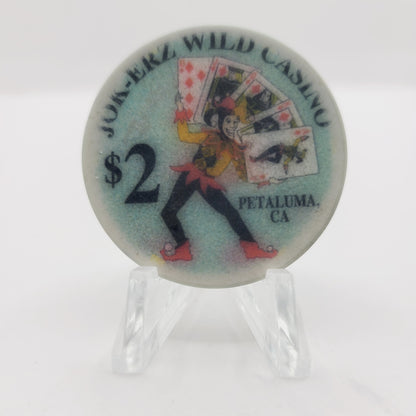 JOK-ERZ WILD CASINO
$2
PETALUMA,
CA